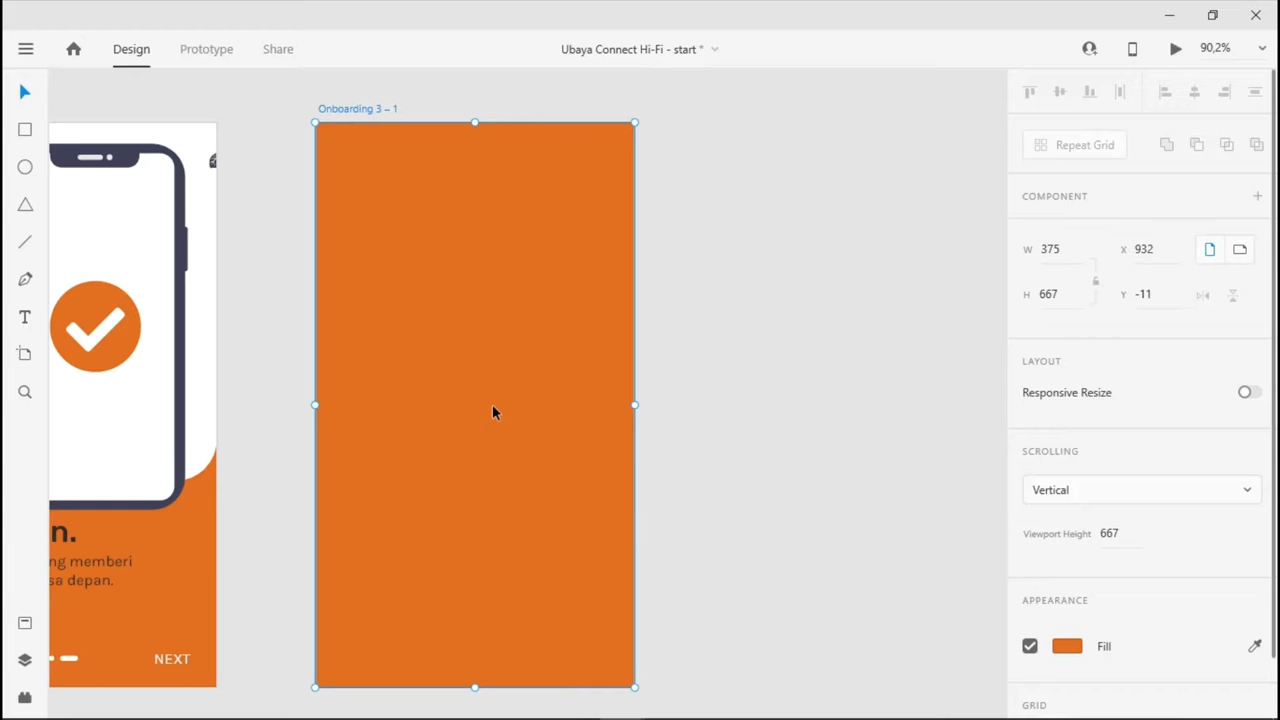 Design
Prototype
Share
Ubaya Connect Hi-Fi - start *
90,2%
Onboarding 3 – 1
n.
ng memberi
sa depan.
NEXT
Repeat Grid
COMPONENT
W 375
X 932
H 667
Y -11
LAYOUT
Responsive Resize
SCROLLING
Vertical
Viewport Height 667
APPEARANCE
Fill
GRID